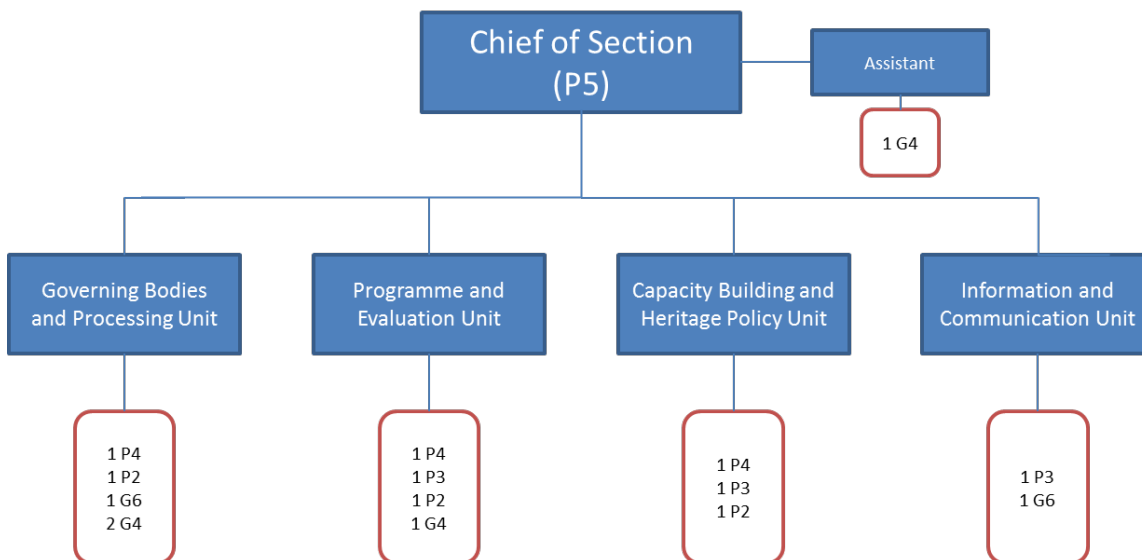 Chief of Section
(P5)
Assistant
1 G4
Governing Bodies
and Processing Unit
Programme and
Evaluation Unit
Capacity Building and
Heritage Policy Unit
Information and
Communication Unit
1 P4
1 P2
1 G6
2 G4
1 P4
1 P3
1 P2
1 G4
1 P4
1 P3
1 P2
1 P3
1 G6